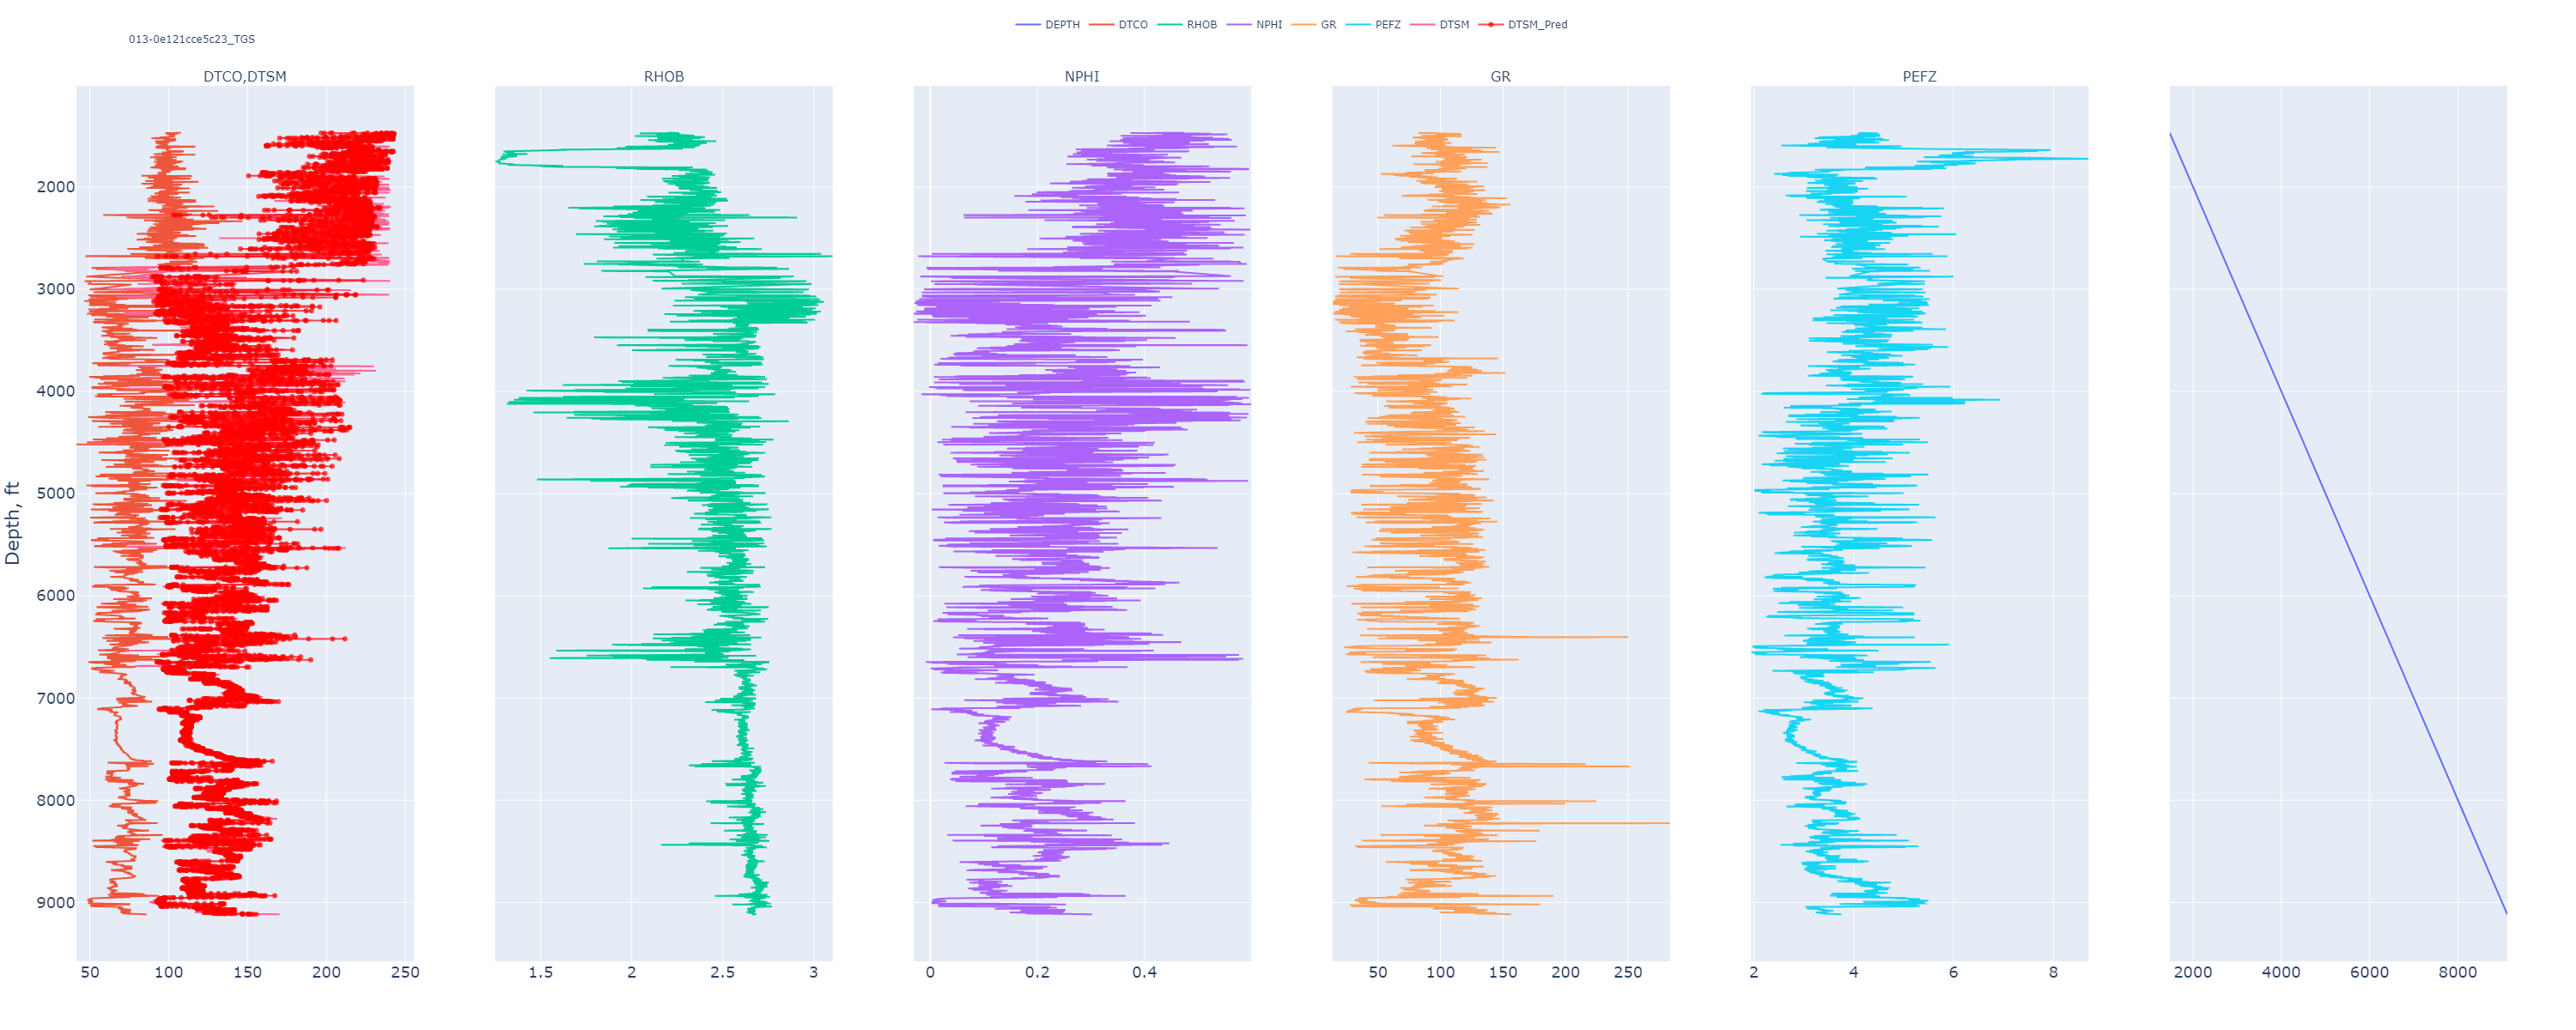 DEPTH DTCO RHOB NPHI GR PEFZ DTSM DTSM_Pred
013-0e121cce5c23_TGS
DTCO,DTSM RHOB NPHI GR PEFZ
Depth, ft
2000
3000
4000
5000
6000
7000
8000
9000
50 100 150 200 250 1.5 2 2.5 3 0 0.2 0.4 50 100 150 200 250 2 4 6 8 2000 4000 6000 8000